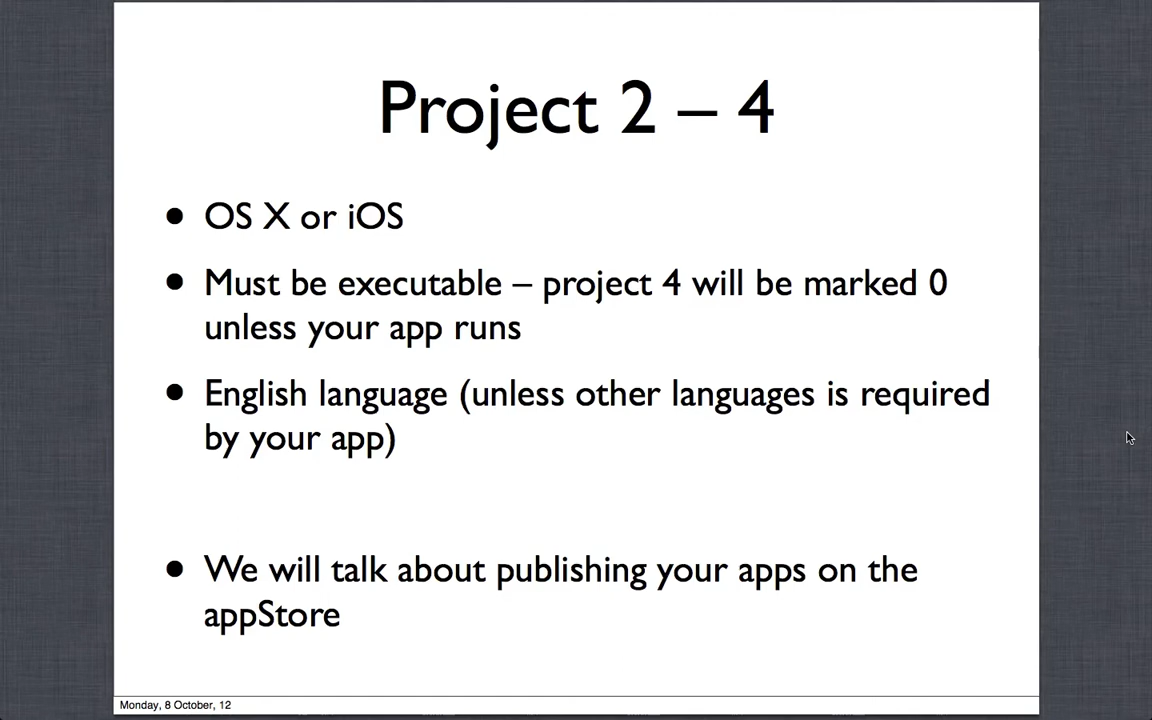 Project 2 – 4
• OS X or iOS
• Must be executable – project 4 will be marked 0
unless your app runs
• English language (unless other languages is required
by your app)
• We will talk about publishing your apps on the
appStore
Monday, 8 October, 12